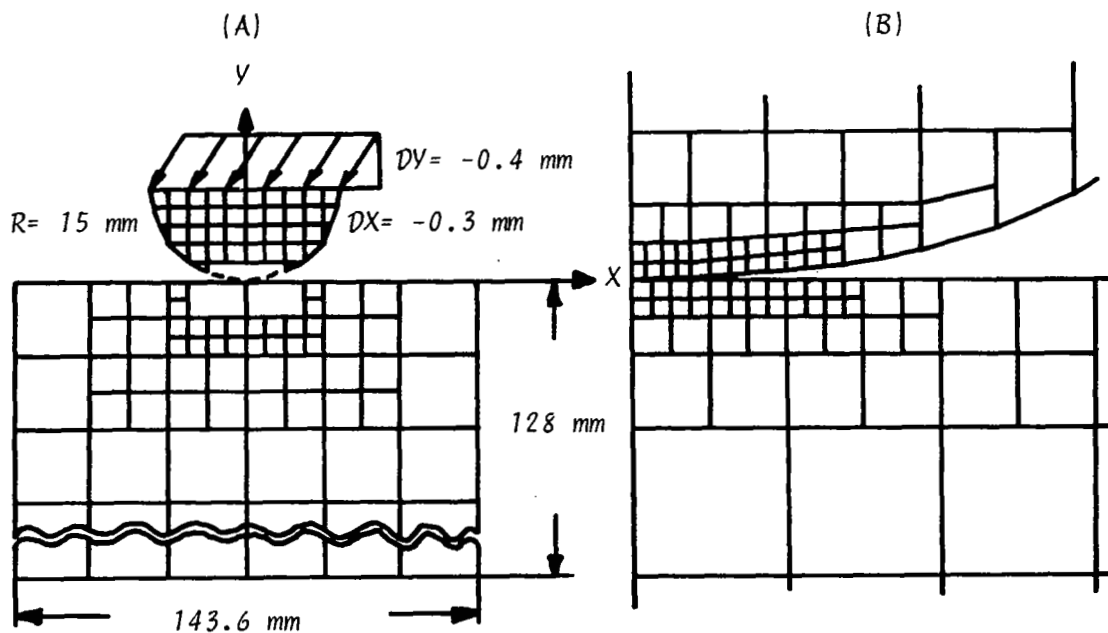 (A)
(B)
Y
DY= -0.4 mm
R= 15 mm
DX= -0.3 mm
X
128 mm
143.6 mm